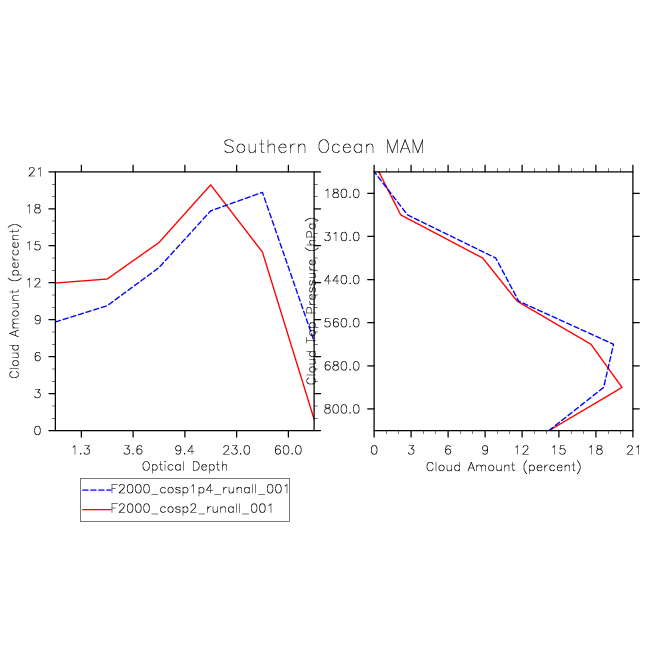 Southern Ocean MAM
21
18
15
12
9
6
3
0
Cloud Amount (percent)
1.3 3.6 9.4 23.0 60.0
Optical Depth
Cloud Top Pressure (hPa)
180.0
310.0
440.0
560.0
680.0
800.0
0 3 6 9 12 15 18 21
Cloud Amount (percent)
F2000_cosp1p4_runall_001
F2000_cosp2_runall_001